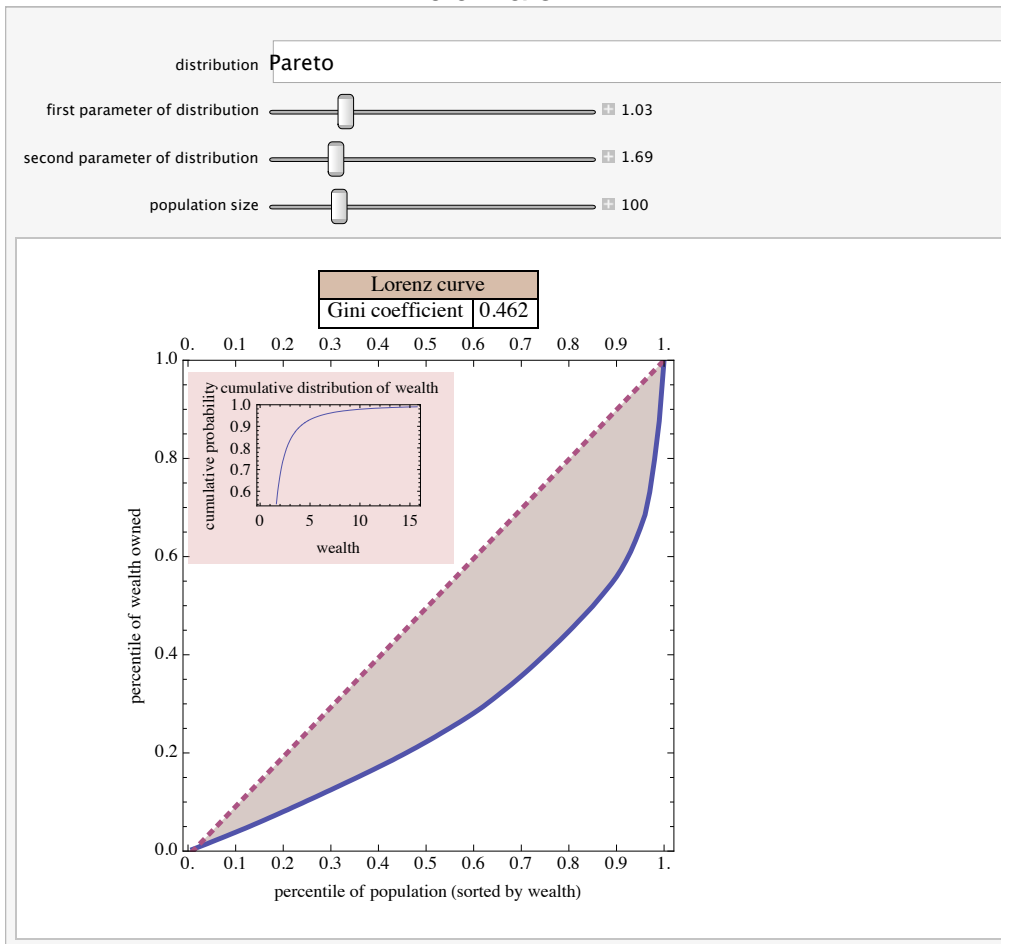 distribution Pareto
first parameter of distribution 1.03
second parameter of distribution 1.69
population size 100
Lorenz curve
Gini coefficient 0.462
0. 0.1 0.2 0.3 0.4 0.5 0.6 0.7 0.8 0.9 1.
1.0
0.8
0.6
0.4
0.2
0.0
percentile of wealth owned
cumulative distribution of wealth
cumulative probability
1.0
0.9
0.8
0.7
0.6
0 5 10 15
wealth
0. 0.1 0.2 0.3 0.4 0.5 0.6 0.7 0.8 0.9 1.
percentile of population (sorted by wealth)